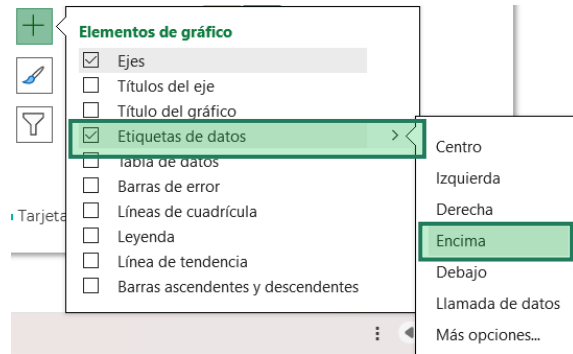 Elementos de gráfico
Ejes
Títulos del eje
Título del gráfico
Etiquetas de datos
Tabla de datos
Barras de error
Líneas de cuadrícula
Leyenda
Línea de tendencia
Barras ascendentes y descendentes
Tarjeta
Centro
Izquierda
Derecha
Encima
Debajo
Llamada de datos
Más opciones...